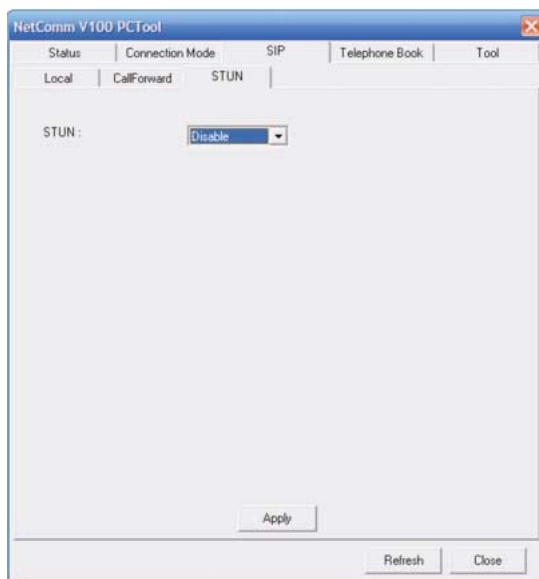 NetComm V100 PCTool
Status Connection Mode SIP Telephone Book Tool
Local CallForward STUN
STUN : Disable
Apply
Refresh Close